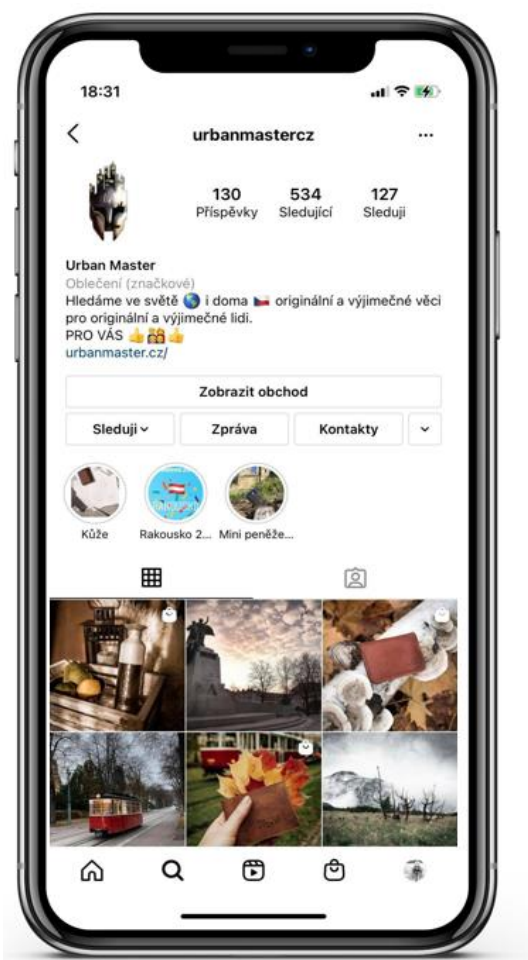 18:31
urbanmastercz
130 534 127
Příspěvky Sledující Sleduji
Urban Master
Oblečení (značkové)
Hledáme ve světě 🌎 i doma 🇨🇿 originální a výjimečné věci
pro originální a výjimečné lidi.
PRO VÁS 👍👫👍
urbanmaster.cz/
Zobrazit obchod
Sleduji Zpráva Kontakty
Kůže Rakousko 2... Mini peněže...